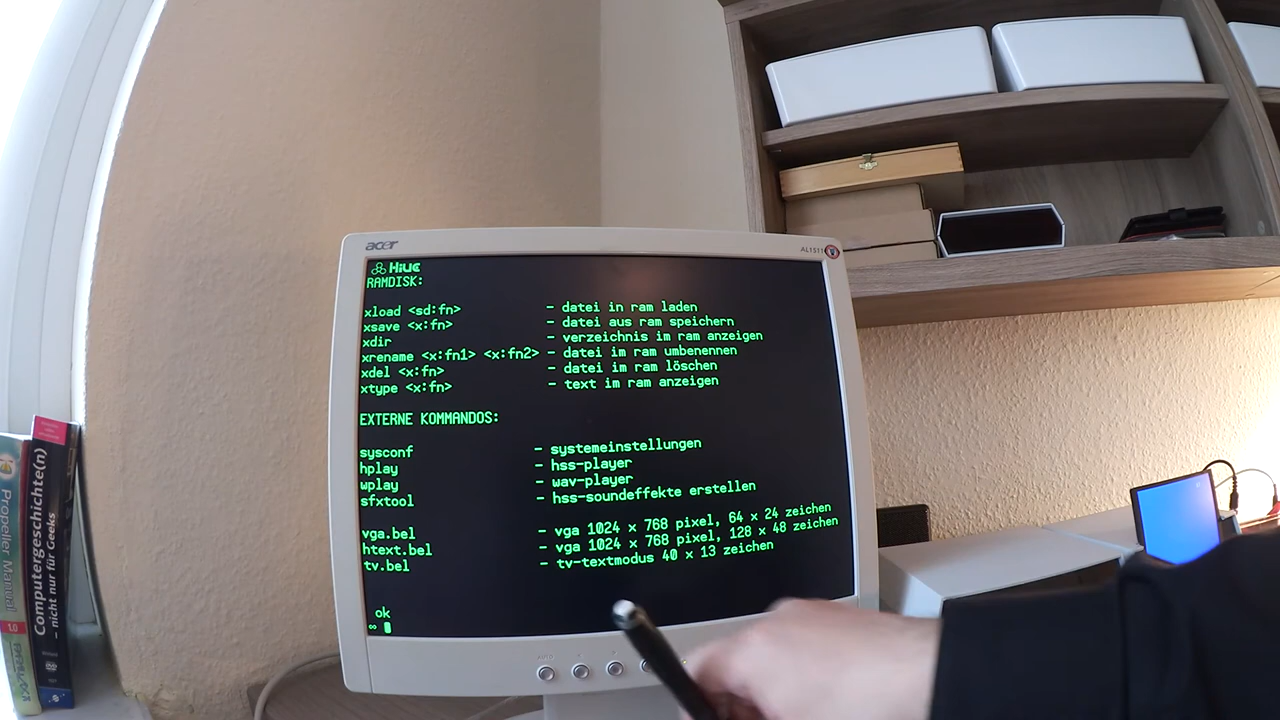 acer
AL1511
Hive
RAMDISK:
xload <sd:fn> - datei in ram laden
xsave <x:fn> - datei aus ram speichern
xdir - verzeichnis im ram anzeigen
xrename <x:fn1> <x:fn2> - datei im ram umbenennen
xdel <x:fn> - datei im ram löschen
xtype <x:fn> - text im ram anzeigen
EXTERNE KOMMANDOS:
sysconf - systemeinstellungen
hplay - hss-player
wplay - wav-player
sfxtool - hss-soundeffekte erstellen
vga.bel - vga 1024 x 768 pixel, 64 x 24 zeichen
htext.bel - vga 1024 x 768 pixel, 128 x 48 zeichen
tv.bel - tv-textmodus 40 x 13 zeichen
ok
∞
AUTO
< >
Propeller Manual
1.0
Computergeschichte(n)
– nicht nur für Geeks